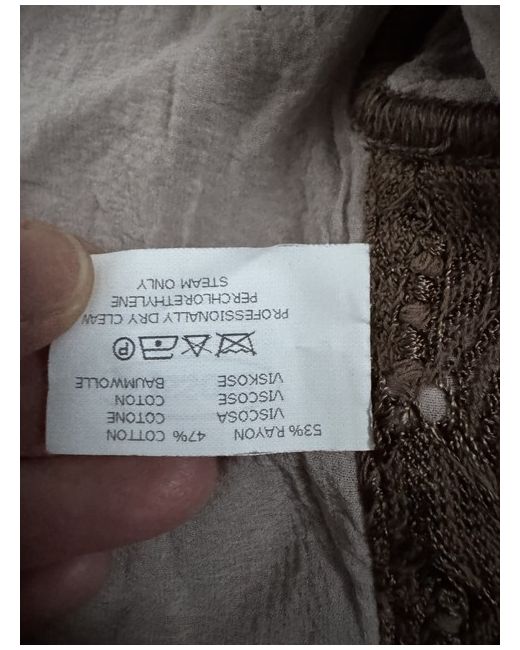 53% RAYON 47% COTTON
VISCOSA COTONE
VISCOSE COTON
VISKOSE BAUMWOLLE
P
PROFESSIONALLY DRY CLEAN
PERCHLORETHYLENE
STEAM ONLY